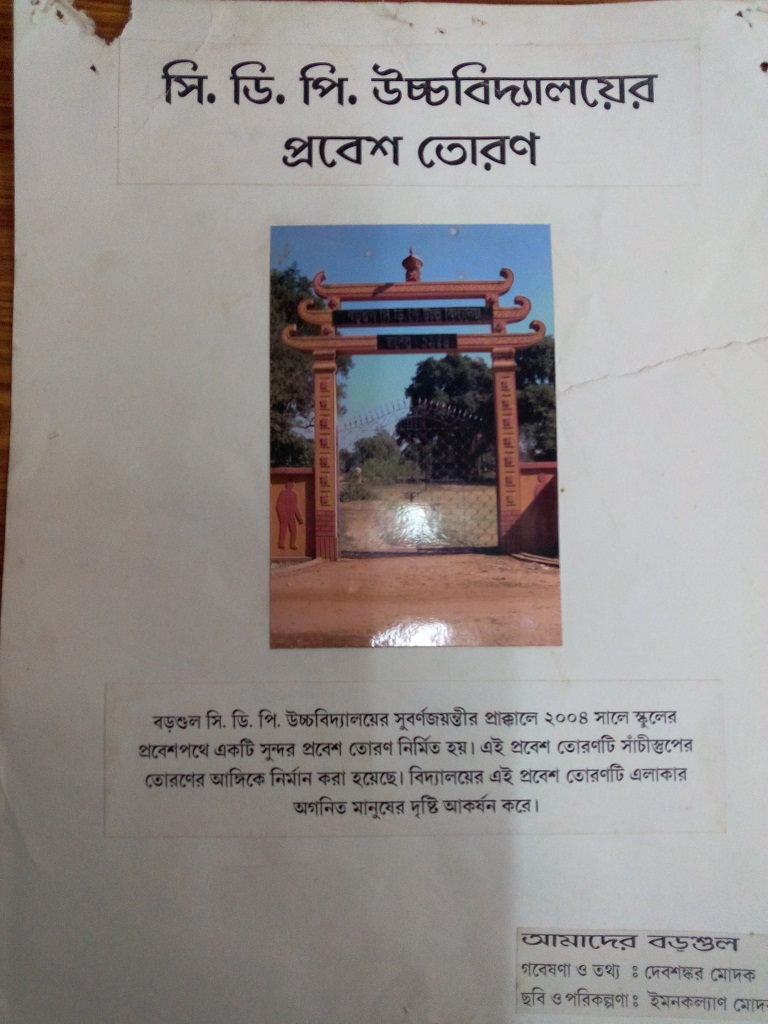 সি. ডি. পি. উচ্চবিদ্যালয়ের
প্রবেশ তোরণ
বড়শুল সি. ডি. পি. উচ্চবিদ্যালয়ের সুবর্ণজয়ন্তীর প্রাক্কালে ২০০৪ সালে স্কুলের
প্রবেশপথে একটি সুন্দর প্রবেশ তোরণ নির্মিত হয়। এই প্রবেশ তোরণটি সাঁচীস্তুপের
তোরণের আঙ্গিকে নির্মান করা হয়েছে। বিদ্যালয়ের এই প্রবেশ তোরণটি এলাকার
অগনিত মানুষের দৃষ্টি আকর্ষন করে।
আমাদের বড়শুল
গবেষণা ও তথ্য : দেবশঙ্কর মোদক
ছবি ও পরিকল্পনা : ইমনকল্যাণ